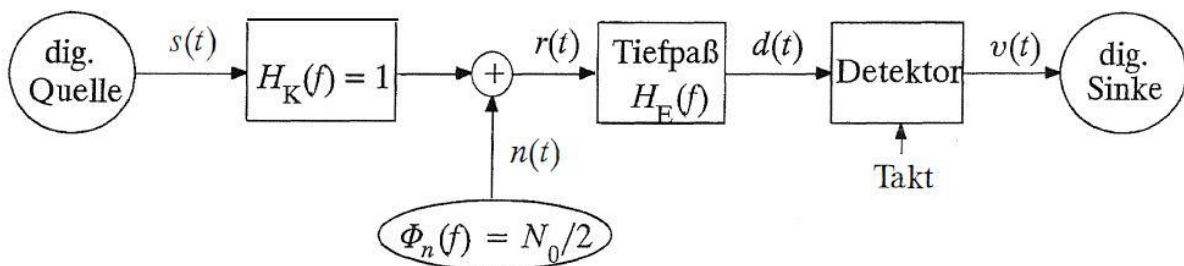 dig.
Quelle
s(t)
H_K(f) = 1
+
r(t)
Tiefpaß
H_E(f)
d(t)
Detektor
v(t)
dig.
Sinke
n(t)
Takt
Φ_n(f) = N_0/2